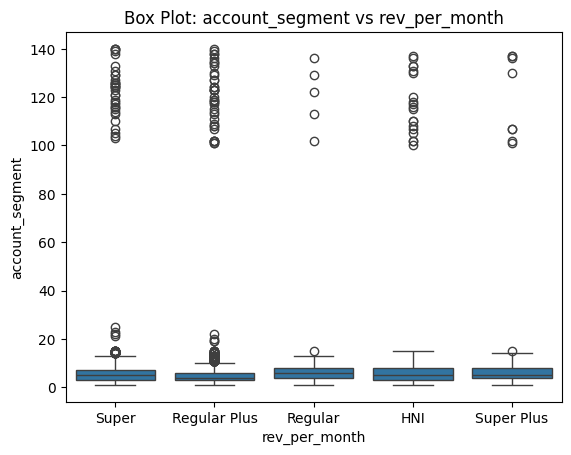 Box Plot: account_segment vs rev_per_month
140
120
100
80
60
40
20
0
account_segment
Super Regular Plus Regular HNI Super Plus
rev_per_month